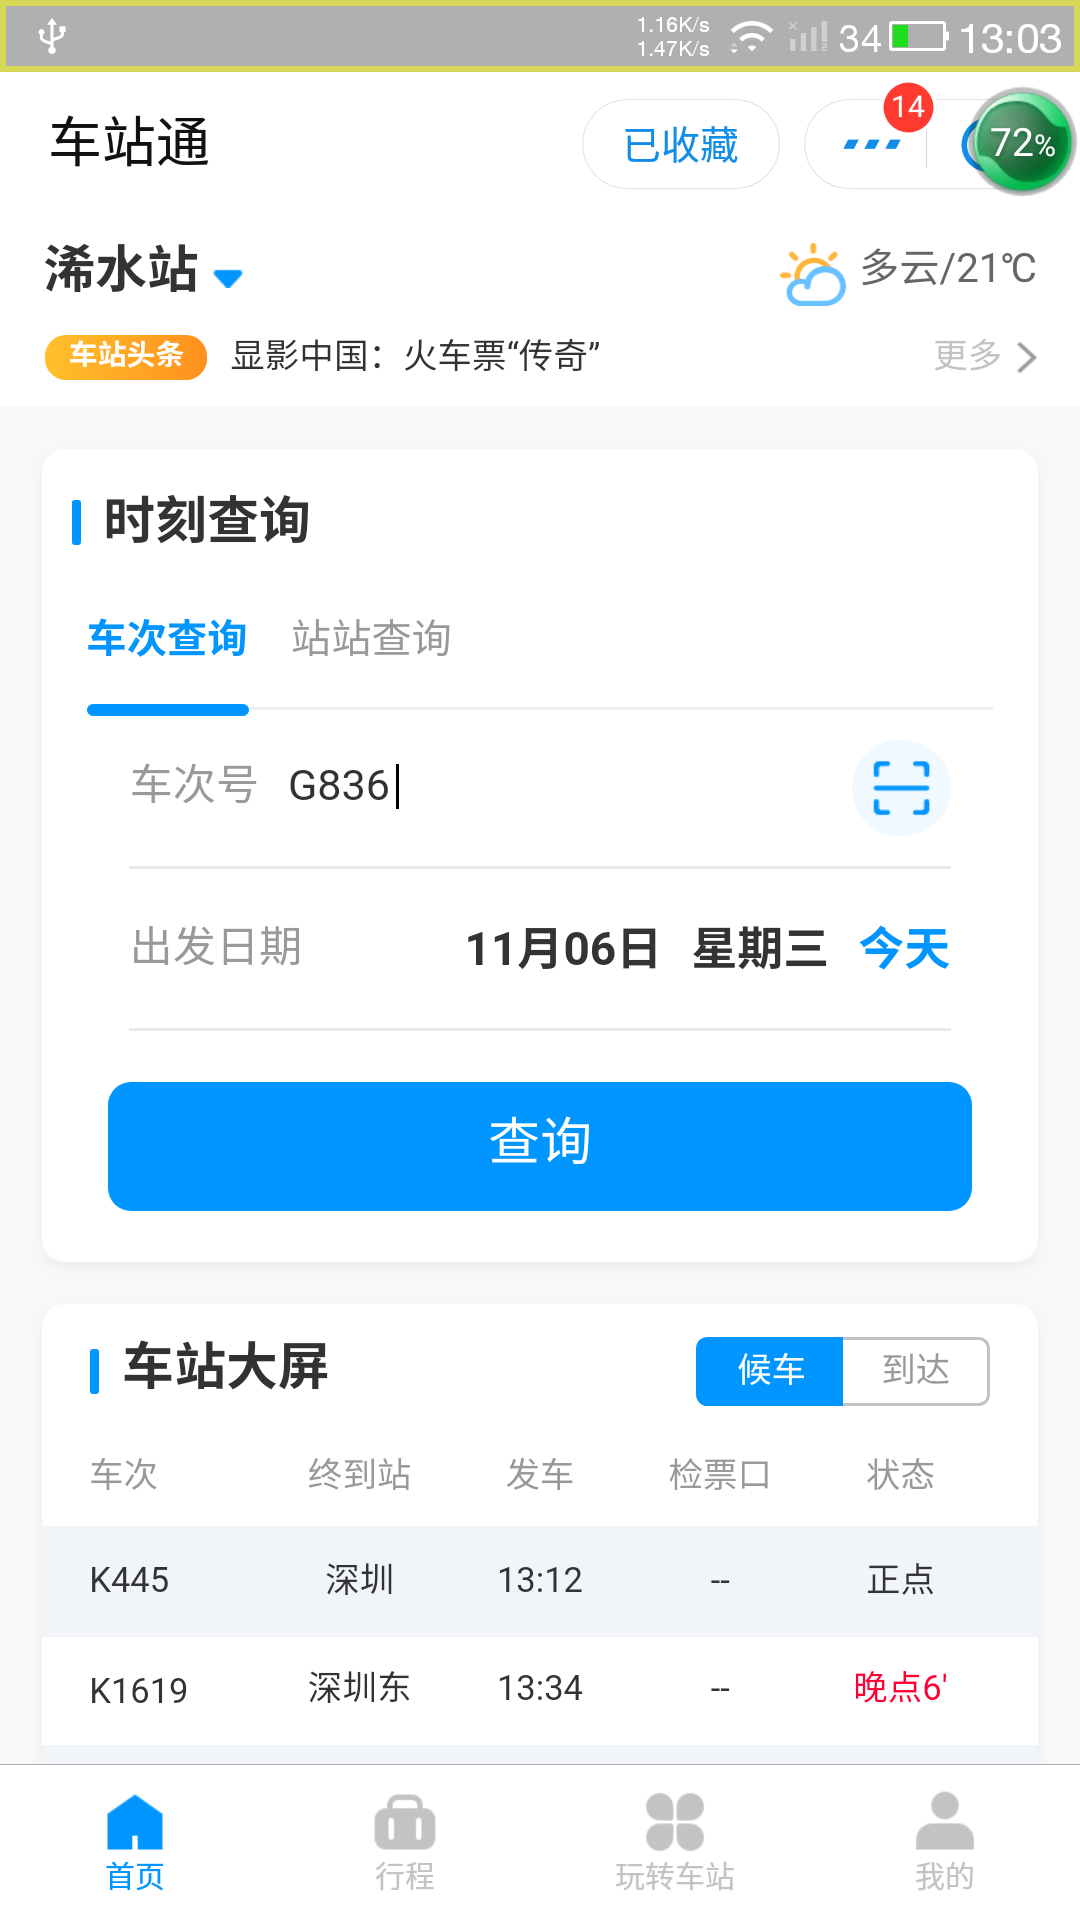 1.16K/s
1.47K/s
34
13:03
车站通
已收藏
14
72%
浠水站
多云/21℃
车站头条
显影中国：火车票“传奇”
更多
时刻查询
车次查询 站站查询
车次号 G836
出发日期 11月06日 星期三 今天
查询
车站大屏
候车 到达
车次 终到站 发车 检票口 状态
K445 深圳 13:12 -- 正点
K1619 深圳东 13:34 -- 晚点6'
首页 行程 玩转车站 我的